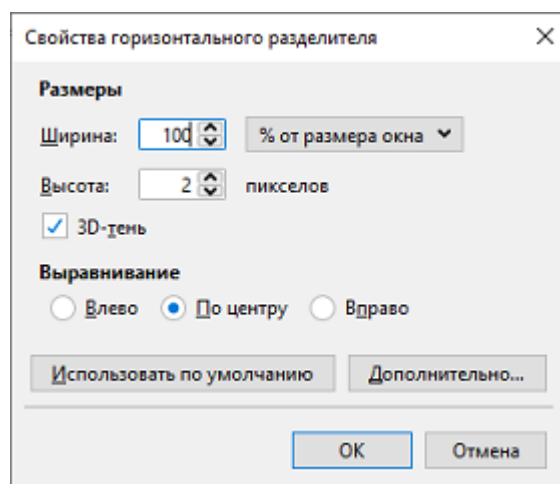 Свойства горизонтального разделителя
Размеры
Ширина: 100 % от размера окна
Высота: 2 пикселов
3D-тень
Выравнивание
Влево По центру Вправо
Использовать по умолчанию Дополнительно...
OK Отмена